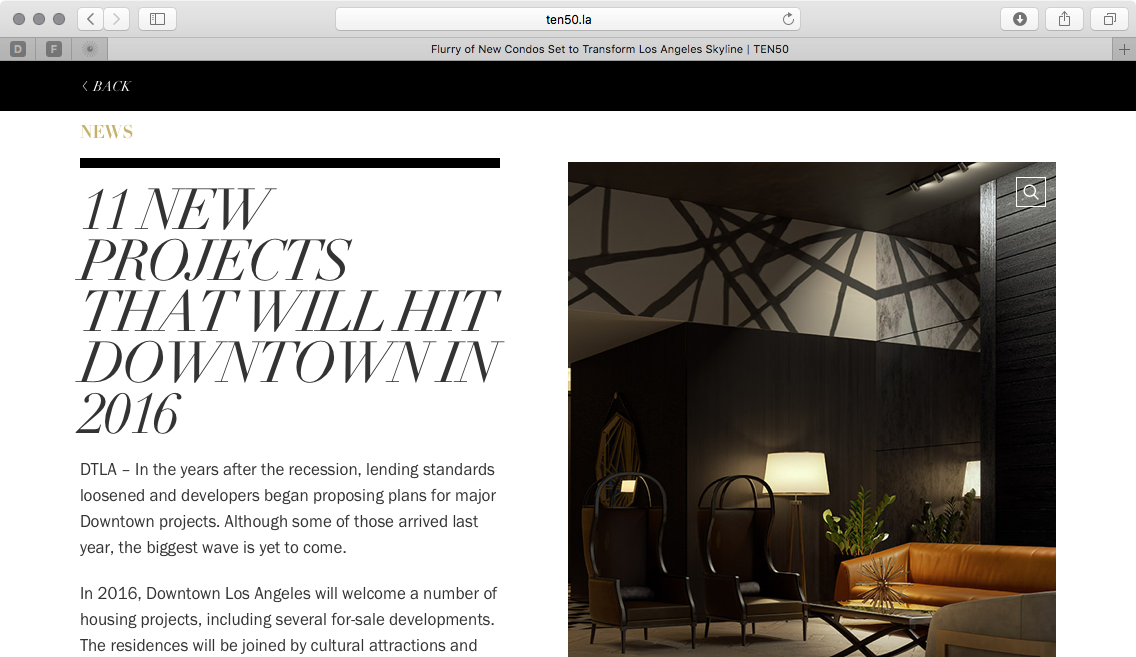 ten50.la
D F Flurry of New Condos Set to Transform Los Angeles Skyline | TEN50
BACK
NEWS
11 NEW
PROJECTS
THAT WILL HIT
DOWNTOWN IN
2016
DTLA – In the years after the recession, lending standards
loosened and developers began proposing plans for major
Downtown projects. Although some of those arrived last
year, the biggest wave is yet to come.
In 2016, Downtown Los Angeles will welcome a number of
housing projects, including several for-sale developments.
The residences will be joined by cultural attractions and